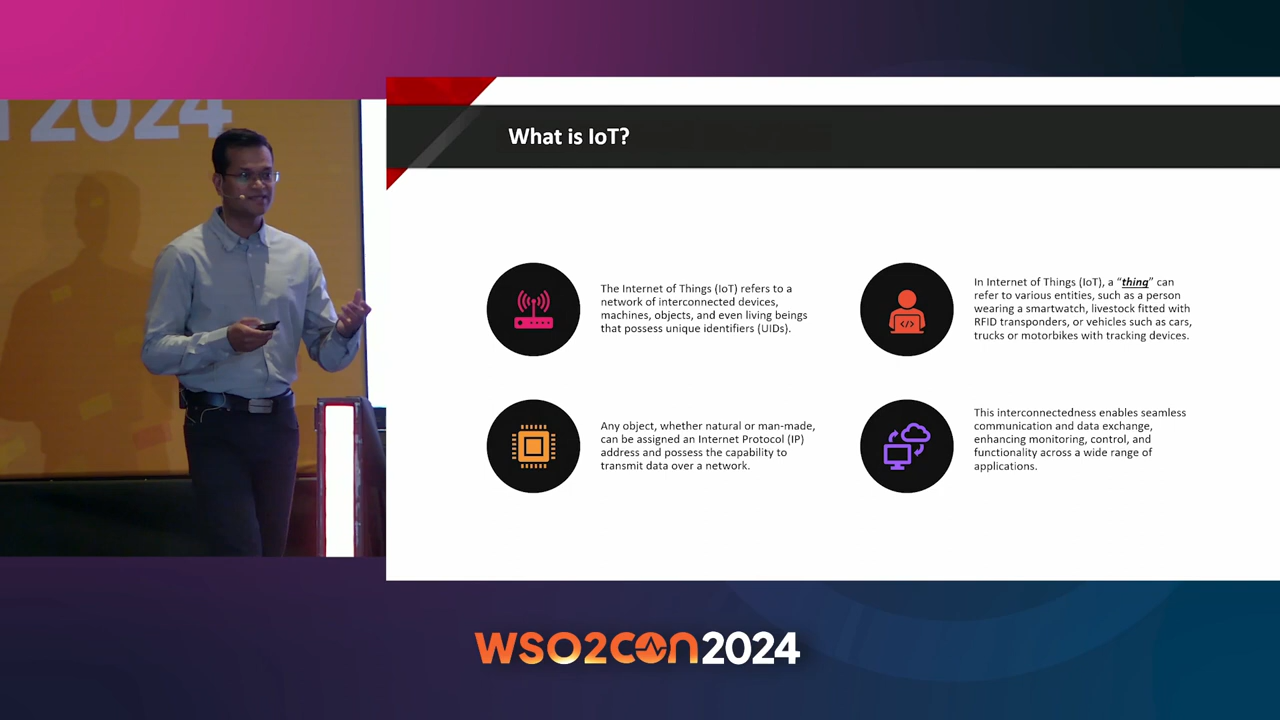 2024
What is IoT?
The Internet of Things (IoT) refers to a
network of interconnected devices,
machines, objects, and even living beings
that possess unique identifiers (UIDs).
In Internet of Things (IoT), a “thing” can
refer to various entities, such as a person
wearing a smartwatch, livestock fitted with
RFID transponders, or vehicles such as cars,
trucks or motorbikes with tracking devices.
Any object, whether natural or man-made,
can be assigned an Internet Protocol (IP)
address and possess the capability to
transmit data over a network.
This interconnectedness enables seamless
communication and data exchange,
enhancing monitoring, control, and
functionality across a wide range of
applications.
WSO2CON2024